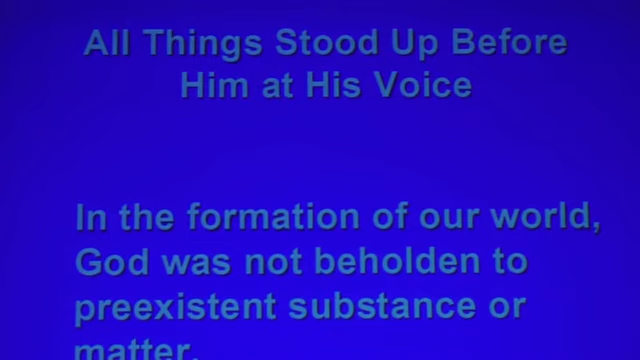 All Things Stood Up Before
Him at His Voice
In the formation of our world,
God was not beholden to
preexistent substance or
matter.